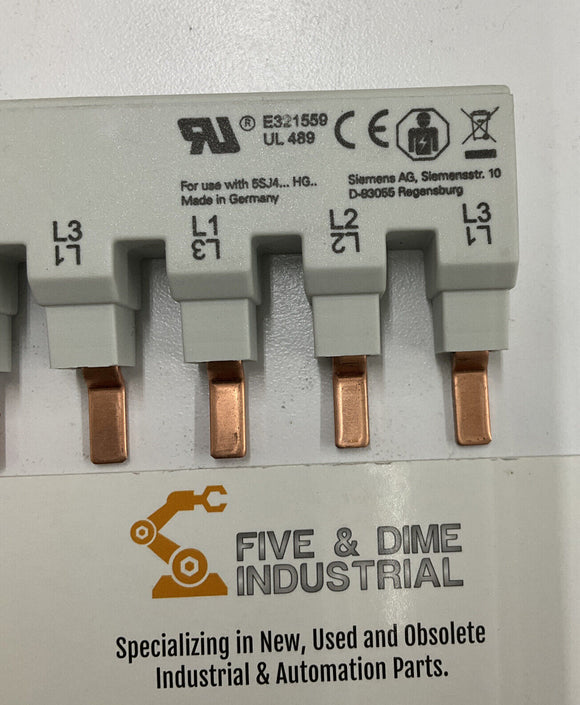 E321559
UL 489
For use with 5SJ4... HG..
Made in Germany
Siemens AG, Siemensstr. 10
D-93055 Regensburg
L3
L1
L1
L3
L2
L2
L3
L1
FIVE & DIME
INDUSTRIAL
Specializing in New, Used and Obsolete
Industrial & Automation Parts.